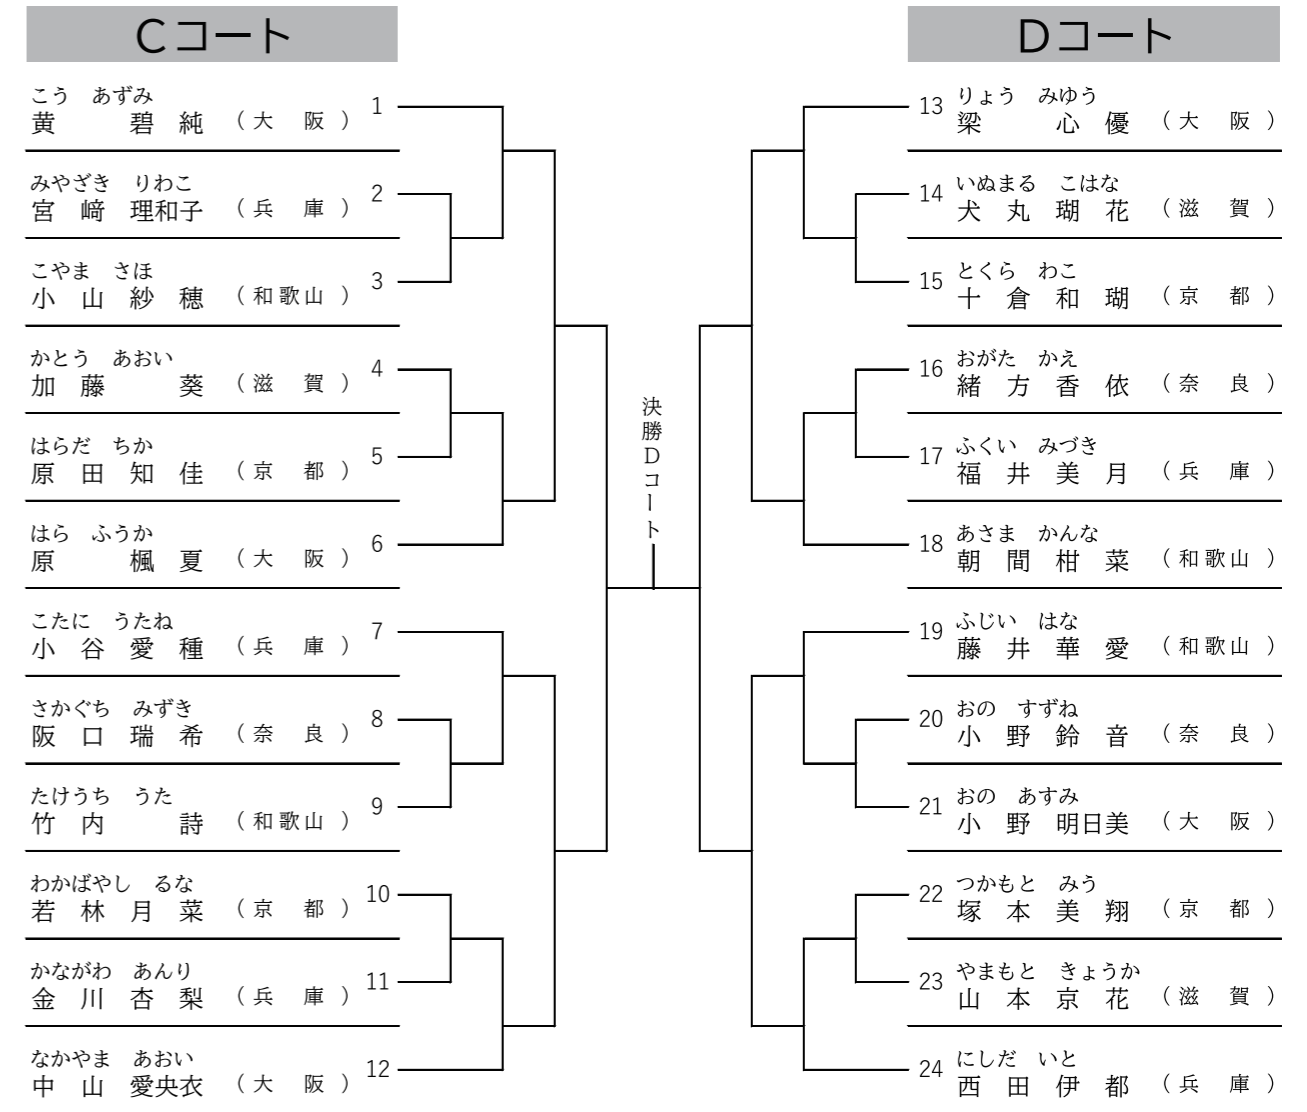 Cコート
こう あずみ
黄 碧純 (大阪) 1
みやざき りわこ
宮﨑 理和子 (兵庫) 2
こやま さほ
小山 紗穂 (和歌山) 3
かとう あおい
加藤 葵 (滋賀) 4
はらだ ちか
原田 知佳 (京都) 5
はら ふうか
原 楓夏 (大阪) 6
こたに うたね
小谷 愛種 (兵庫) 7
さかぐち みずき
阪口 瑞希 (奈良) 8
たけうち うた
竹内 詩 (和歌山) 9
わかばやし るな
若林 月菜 (京都) 10
かながわ あんり
金川 杏梨 (兵庫) 11
なかやま あおい
中山 愛央衣 (大阪) 12
決勝Dコート
Dコート
13 りょう みゆう
梁 心優 (大阪)
14 いぬまる こはな
犬丸 瑚花 (滋賀)
15 とくら わこ
十倉 和瑚 (京都)
16 おがた かえ
緒方 香依 (奈良)
17 ふくい みづき
福井 美月 (兵庫)
18 あさま かんな
朝間 柑菜 (和歌山)
19 ふじい はな
藤井 華愛 (和歌山)
20 おの すずね
小野 鈴音 (奈良)
21 おの あすみ
小野 明日美 (大阪)
22 つかもと みう
塚本 美翔 (京都)
23 やまもと きょうか
山本 京花 (滋賀)
24 にしだ いと
西田 伊都 (兵庫)